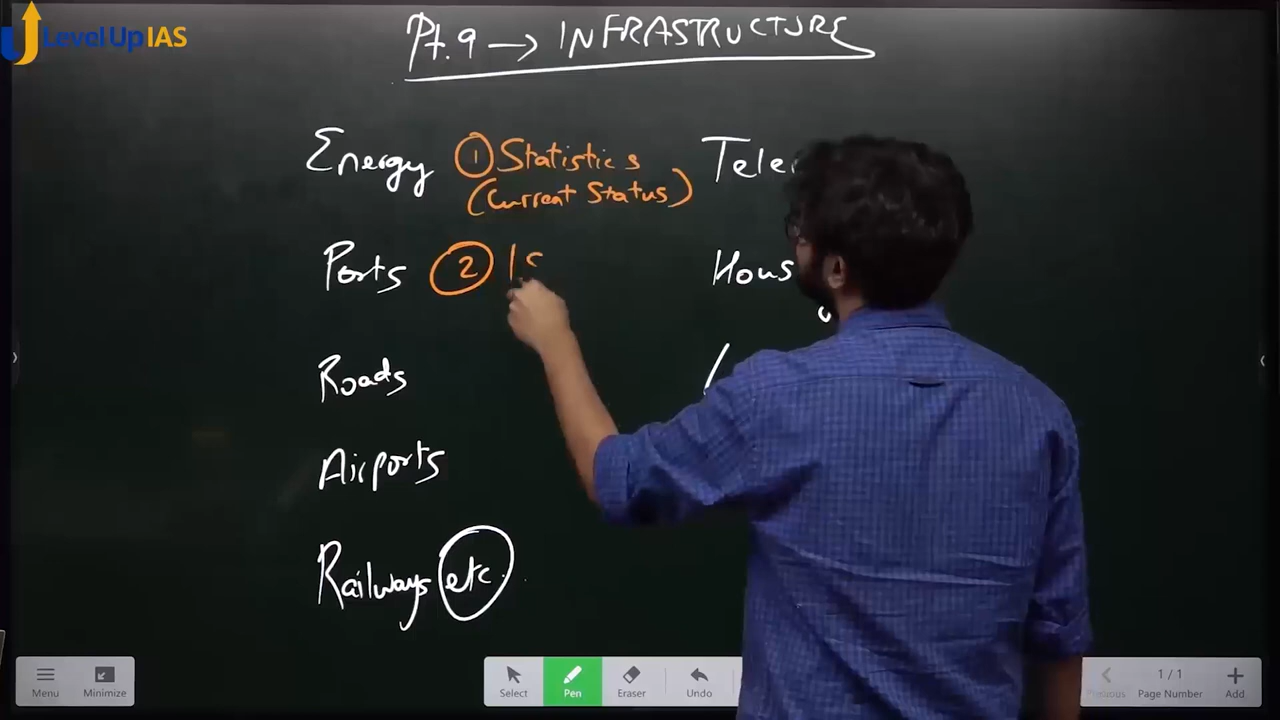 LevelUp IAS
Pt.9 → INFRASTRUCTURE
Energy ① Statistics
(Current Status)
Ports ②
Roads
Airports
Railways etc.
Menu
Minimize
Select
Pen
Eraser
Undo
Previous
1/1
Page Number
Add